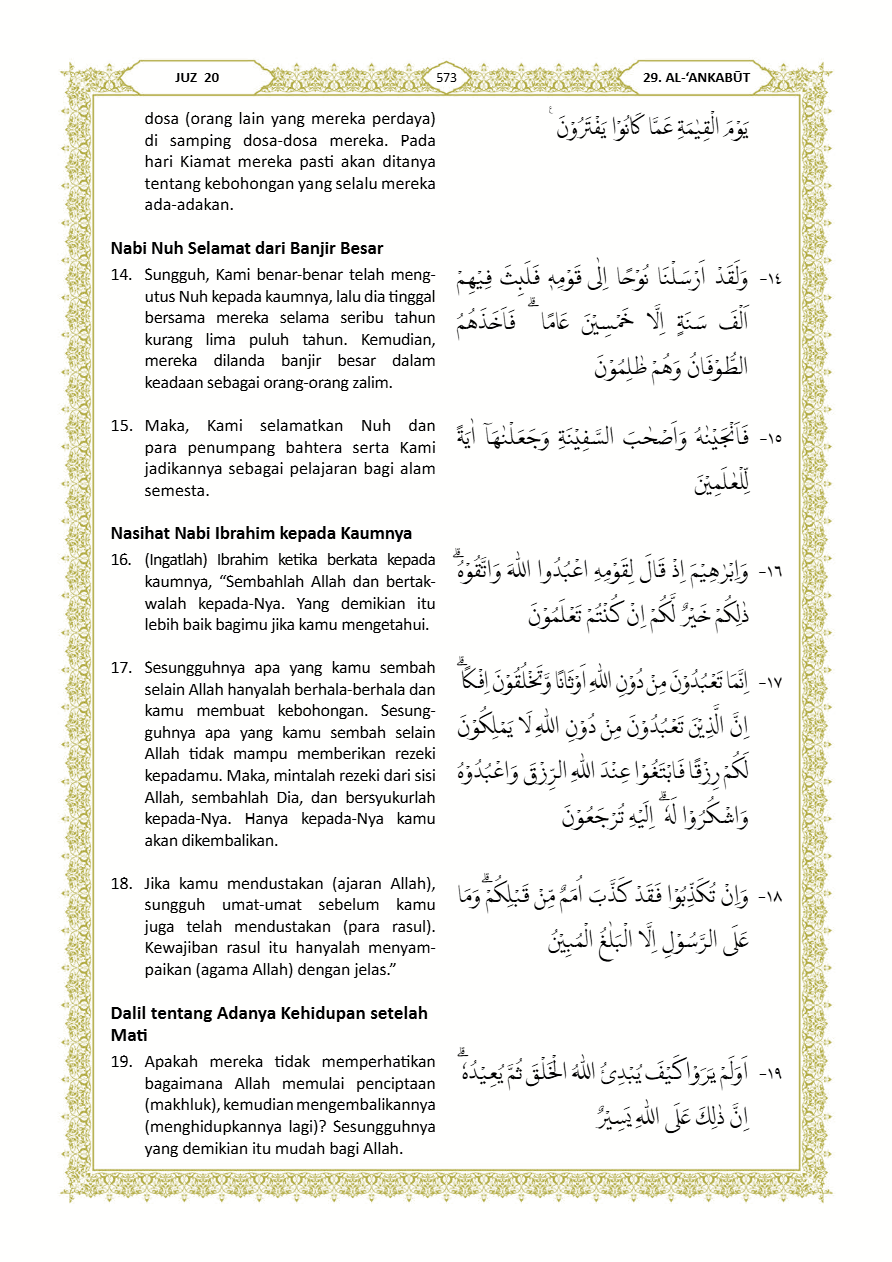 JUZ 20
573
29. AL-‘ANKABŪT
dosa (orang lain yang mereka perdaya)
di samping dosa-dosa mereka. Pada
hari Kiamat mereka pasti akan ditanya
tentang kebohongan yang selalu mereka
ada-adakan.
يَوْمَ الْقِيٰمَةِ عَمَّا كَانُوْا يَفْتَرُوْنَ ࣖ
Nabi Nuh Selamat dari Banjir Besar
14. Sungguh, Kami benar-benar telah meng-
utus Nuh kepada kaumnya, lalu dia tinggal
bersama mereka selama seribu tahun
kurang lima puluh tahun. Kemudian,
mereka dilanda banjir besar dalam
keadaan sebagai orang-orang zalim.
١٤- وَلَقَدْ اَرْسَلْنَا نُوْحًا اِلٰى قَوْمِهٖ فَلَبِثَ فِيْهِمْ
اَلْفَ سَنَةٍ اِلَّا خَمْسِيْنَ عَامًا ۗ فَاَخَذَهُمُ
الطُّوْفَانُ وَهُمْ ظٰلِمُوْنَ
15. Maka, Kami selamatkan Nuh dan
para penumpang bahtera serta Kami
jadikannya sebagai pelajaran bagi alam
semesta.
١٥- فَاَنْجَيْنٰهُ وَاَصْحٰبَ السَّفِيْنَةِ وَجَعَلْنٰهَآ اٰيَةً
لِّلْعٰلَمِيْنَ
Nasihat Nabi Ibrahim kepada Kaumnya
16. (Ingatlah) Ibrahim ketika berkata kepada
kaumnya, “Sembahlah Allah dan bertak-
walah kepada-Nya. Yang demikian itu
lebih baik bagimu jika kamu mengetahui.
١٦- وَاِبْرٰهِيْمَ اِذْ قَالَ لِقَوْمِهِ اعْبُدُوا اللّٰهَ وَاتَّقُوْهُ ۗ
ذٰلِكُمْ خَيْرٌ لَّكُمْ اِنْ كُنْتُمْ تَعْلَمُوْنَ
17. Sesungguhnya apa yang kamu sembah
selain Allah hanyalah berhala-berhala dan
kamu membuat kebohongan. Sesung-
guhnya apa yang kamu sembah selain
Allah tidak mampu memberikan rezeki
kepadamu. Maka, mintalah rezeki dari sisi
Allah, sembahlah Dia, dan bersyukurlah
kepada-Nya. Hanya kepada-Nya kamu
akan dikembalikan.
١٧- اِنَّمَا تَعْبُدُوْنَ مِنْ دُوْنِ اللّٰهِ اَوْثَانًا وَّتَخْلُقُوْنَ اِفْكًا ۗ
اِنَّ الَّذِيْنَ تَعْبُدُوْنَ مِنْ دُوْنِ اللّٰهِ لَا يَمْلِكُوْنَ
لَكُمْ رِزْقًا فَابْتَغُوْا عِنْدَ اللّٰهِ الرِّزْقَ وَاعْبُدُوْهُ
وَاشْكُرُوْا لَهٗ ۗ اِلَيْهِ تُرْجَعُوْنَ
18. Jika kamu mendustakan (ajaran Allah),
sungguh umat-umat sebelum kamu
juga telah mendustakan (para rasul).
Kewajiban rasul itu hanyalah menyam-
paikan (agama Allah) dengan jelas.”
١٨- وَاِنْ تُكَذِّبُوْا فَقَدْ كَذَّبَ اُمَمٌ مِّنْ قَبْلِكُمْ ۗ وَمَا
عَلَى الرَّسُوْلِ اِلَّا الْبَلٰغُ الْمُبِيْنُ
Dalil tentang Adanya Kehidupan setelah
Mati
19. Apakah mereka tidak memperhatikan
bagaimana Allah memulai penciptaan
(makhluk), kemudian mengembalikannya
(menghidupkannya lagi)? Sesungguhnya
yang demikian itu mudah bagi Allah.
١٩- اَوَلَمْ يَرَوْا كَيْفَ يُبْدِئُ اللّٰهُ الْخَلْقَ ثُمَّ يُعِيْدُهٗ ۗ
اِنَّ ذٰلِكَ عَلَى اللّٰهِ يَسِيْرٌ